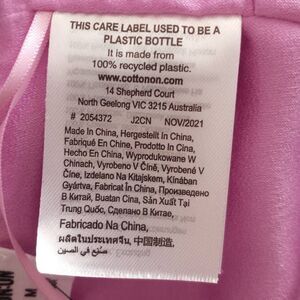 THIS CARE LABEL USED TO BE A
PLASTIC BOTTLE
It is made from
100% recycled plastic.
www.cottonon.com
14 Shepherd Court
North Geelong VIC 3215 Australia
# 2054372 J2CN NOV/2021
Made In China, Hergestellt In China,
Fabriqué En Chine, Prodotto In Cina,
Hecho En China, Wyprodukowane W
Chinach, Vyrobeno V Číně, Vyrobené V
Číne, Izdelano Na Kitajskem, Kínában
Gyártva, Fabricat În China, Произведено
В Китае, Dibuat Di China, Sản Xuất Tại
Trung Quốc, Сделано В Китае,
Fabricado Na China,
ผลิตในประเทศจีน, 中国制造,
صنع في الصين
M